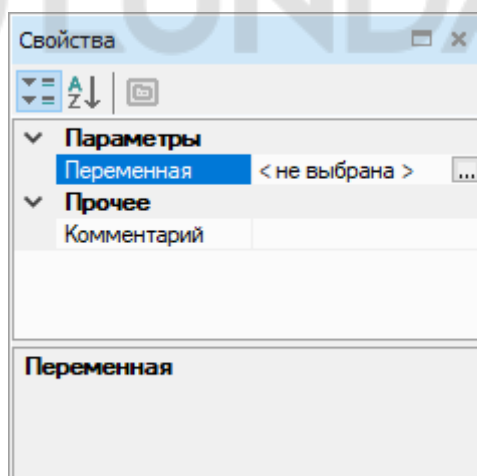 Свойства
Параметры
Переменная < не выбрана > ...
Прочее
Комментарий
Переменная